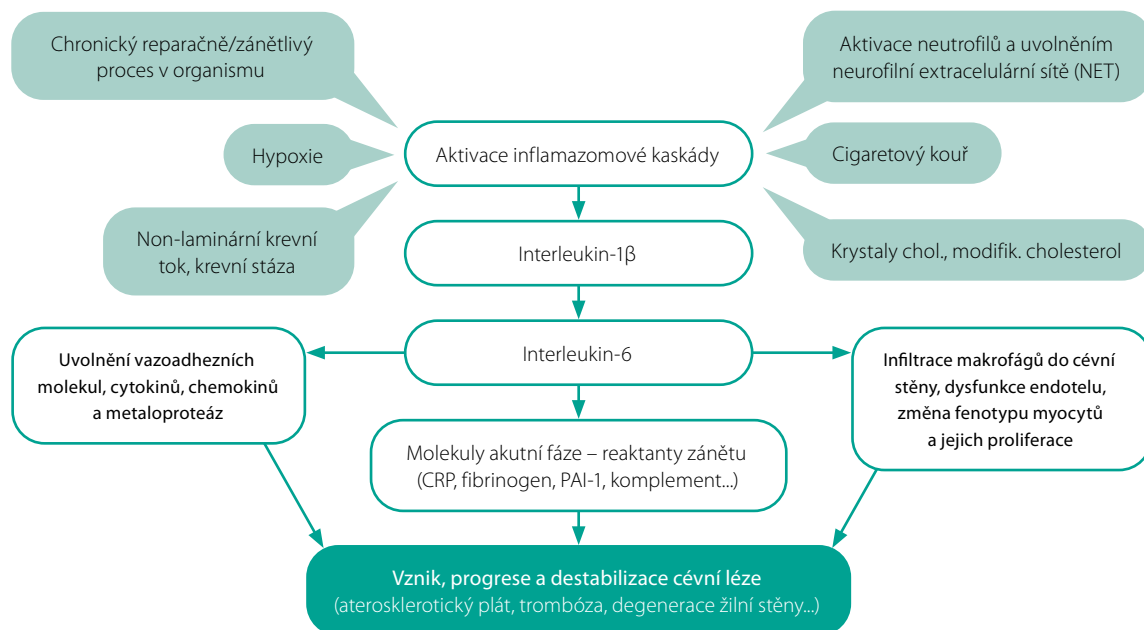 Chronický reparačně/zánětlivý
proces v organismu
Aktivace neutrofilů a uvolněním
neurofilní extracelulární sítě (NET)
Hypoxie
Aktivace inflamazomové kaskády
Cigaretový kouř
Non-laminární krevní
tok, krevní stáza
Interleukin-1β
Krystaly chol., modifik. cholesterol
Uvolnění vazoadhezních
molekul, cytokinů, chemokinů
a metaloproteáz
Interleukin-6
Infiltrace makrofágů do cévní
stěny, dysfunkce endotelu,
změna fenotypu myocytů
a jejich proliferace
Molekuly akutní fáze – reaktanty zánětu
(CRP, fibrinogen, PAI-1, komplement...)
Vznik, progrese a destabilizace cévní léze
(aterosklerotický plát, trombóza, degenerace žilní stěny...)